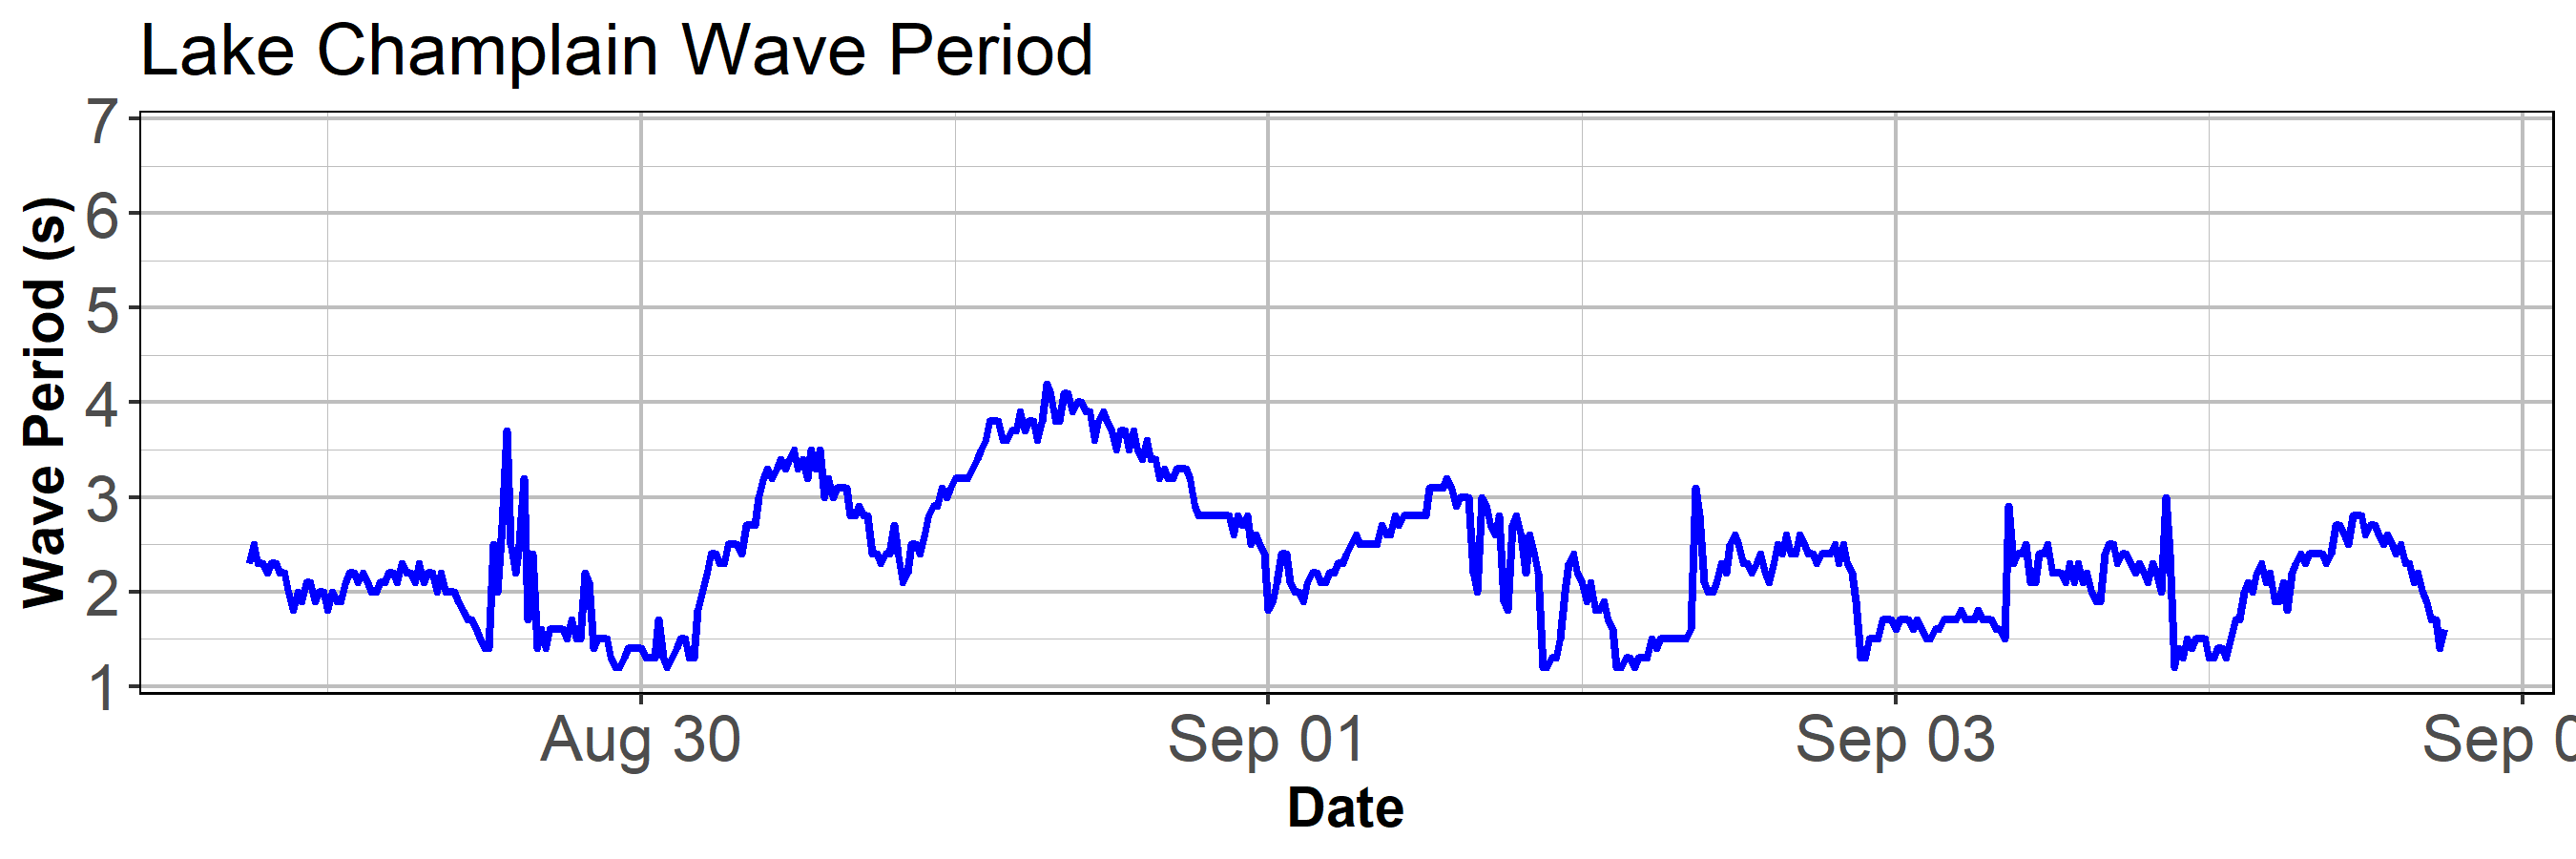 Lake Champlain Wave Period
Wave Period (s)
7
6
5
4
3
2
1
Aug 30
Sep 01
Sep 03
Sep
Date